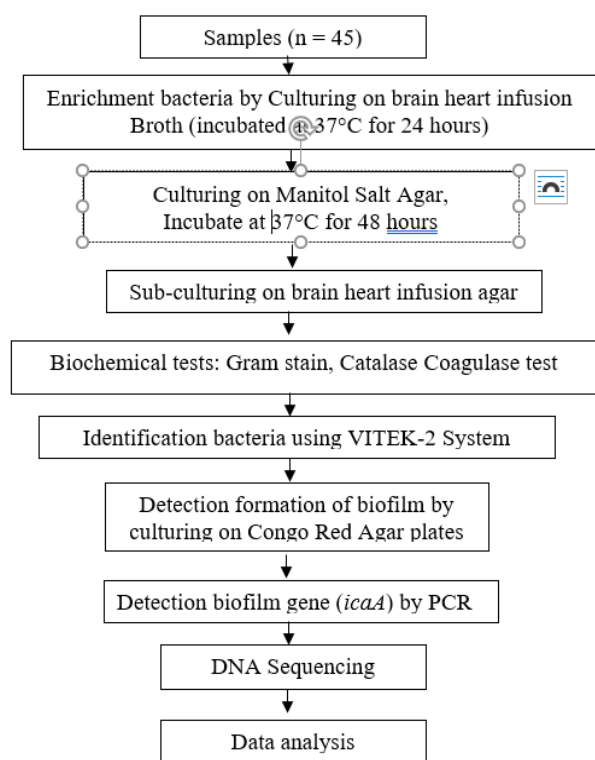 Samples (n = 45)
Enrichment bacteria by Culturing on brain heart infusion
Broth (incubated 37°C for 24 hours)
Culturing on Manitol Salt Agar,
Incubate at 37°C for 48 hours
Sub-culturing on brain heart infusion agar
Biochemical tests: Gram stain, Catalase Coagulase test
Identification bacteria using VITEK-2 System
Detection formation of biofilm by
culturing on Congo Red Agar plates
Detection biofilm gene (icaA) by PCR
DNA Sequencing
Data analysis